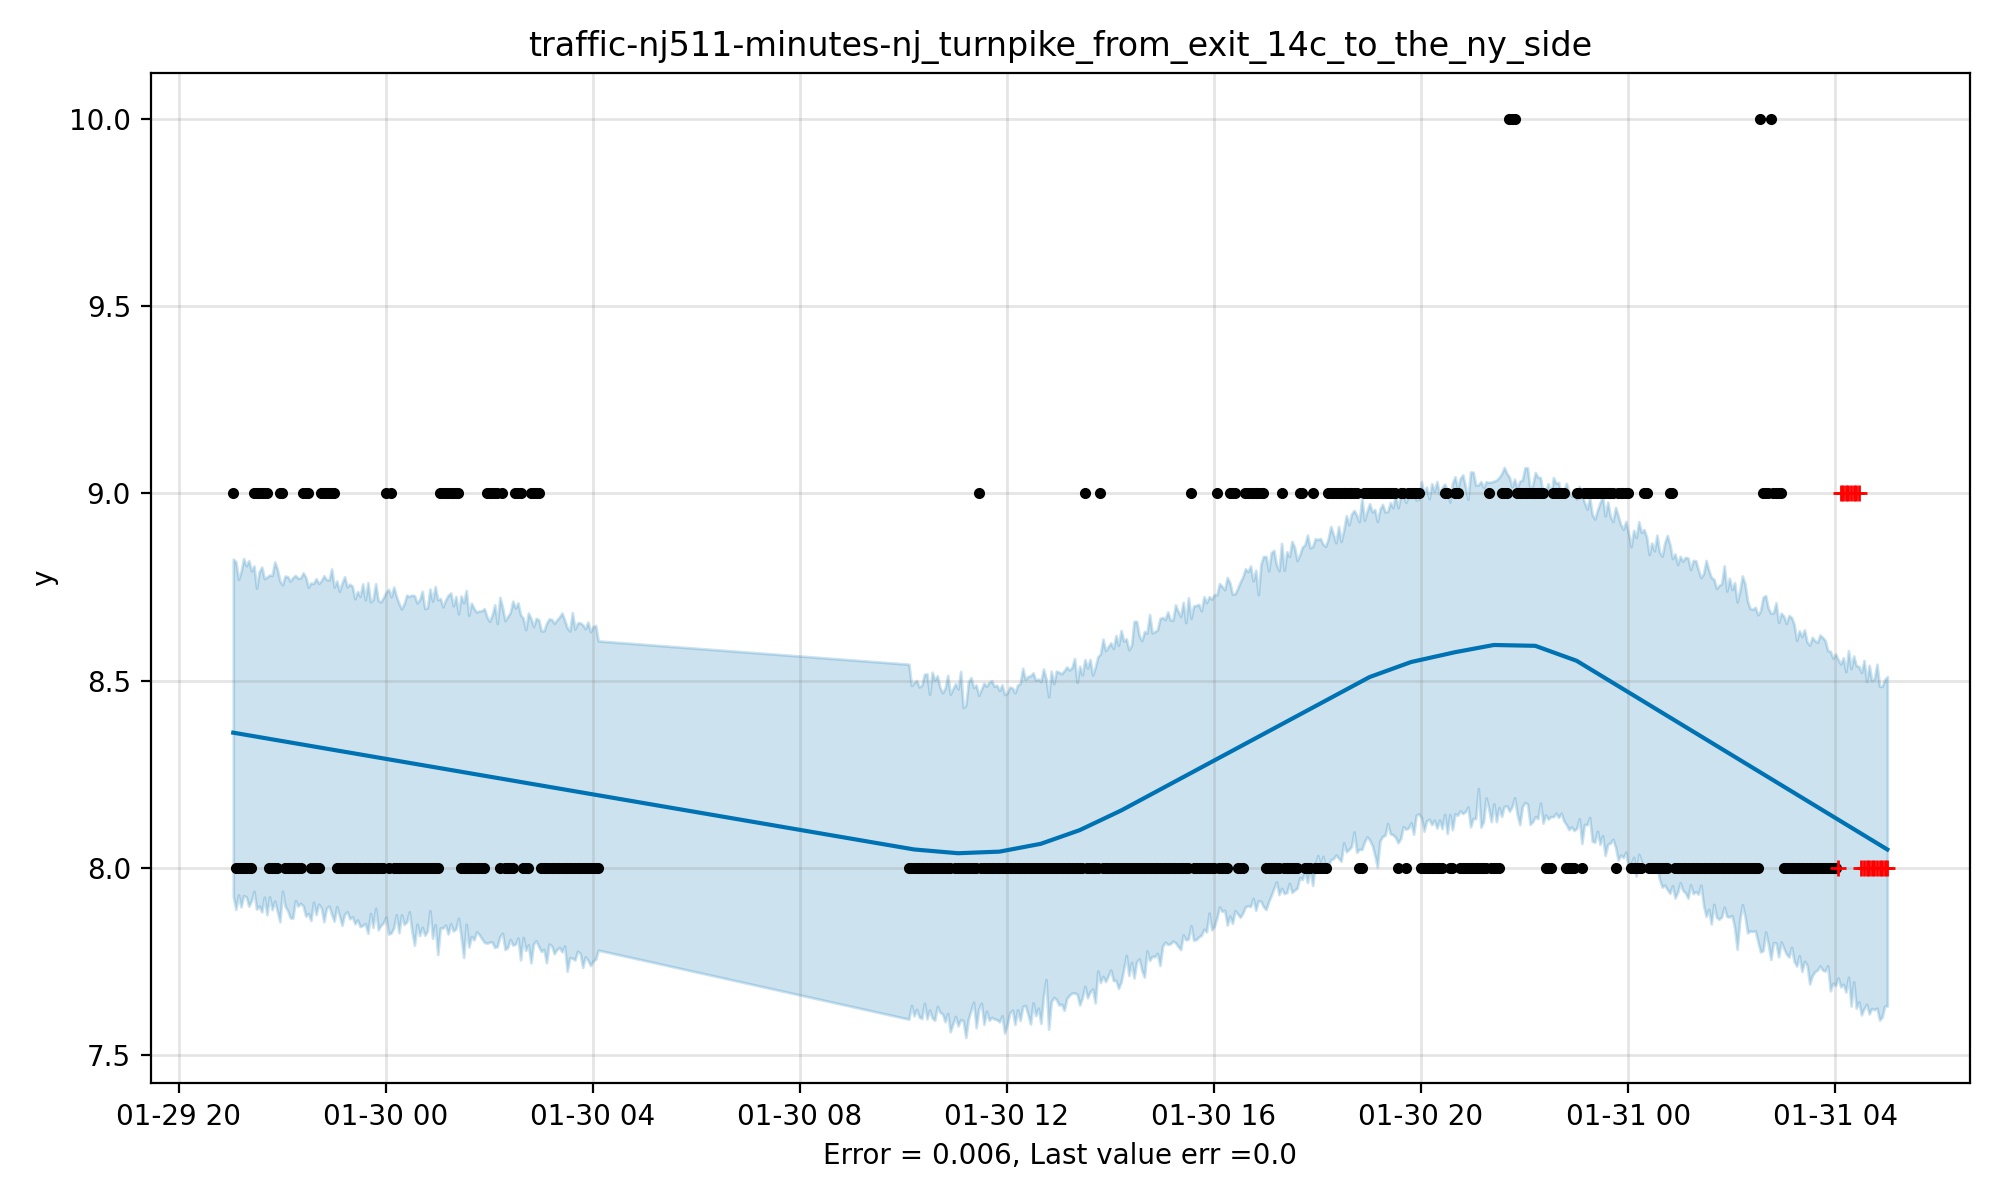 traffic-nj511-minutes-nj_turnpike_from_exit_14c_to_the_ny_side
10.0
9.5
9.0
8.5
8.0
7.5
y
01-29 20 01-30 00 01-30 04 01-30 08 01-30 12 01-30 16 01-30 20 01-31 00 01-31 04
Error = 0.006, Last value err =0.0